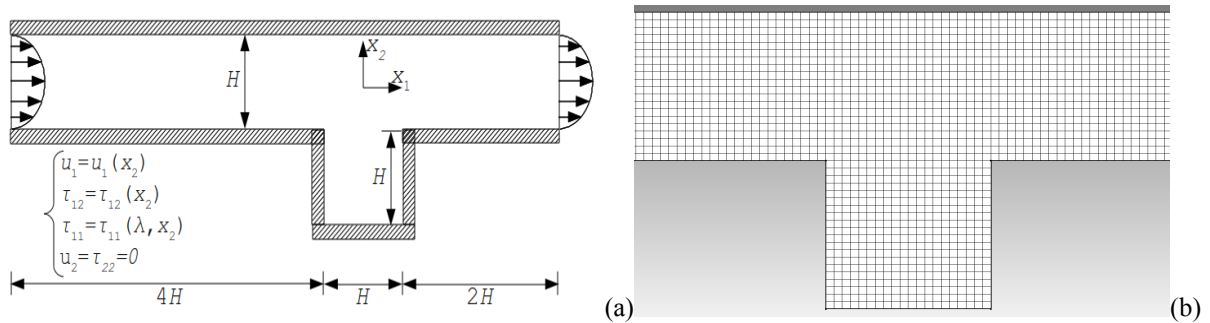 x₂
x₁
H
H
u₁=u₁(x₂)
τ₁₂=τ₁₂(x₂)
τ₁₁=τ₁₁(λ,x₂)
u₂=τ₂₂=0
4H
H
2H
(a)
(b)